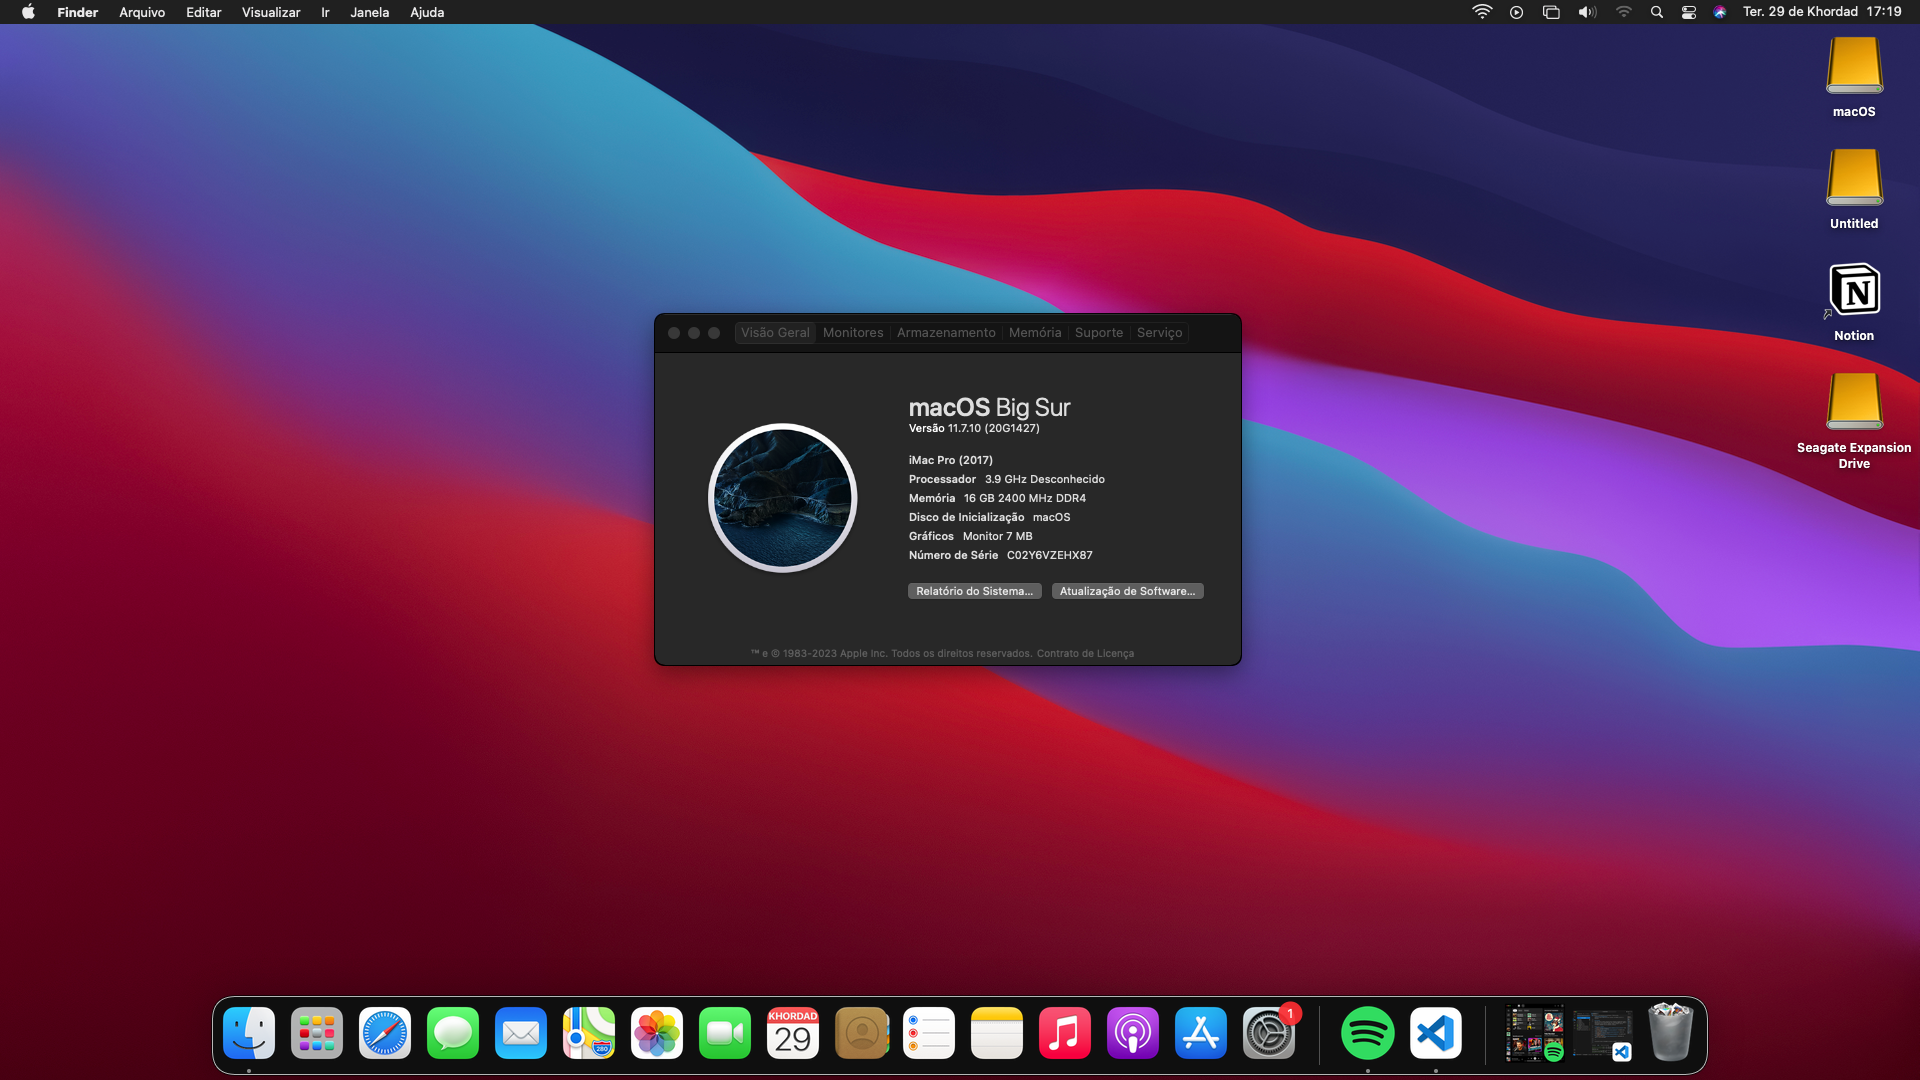 Finder Arquivo Editar Visualizar Ir Janela Ajuda
Ter. 29 de Khordad 17:19
macOS
Untitled
N
Notion
Seagate Expansion
Drive
Visão Geral Monitores Armazenamento Memória Suporte Serviço
macOS Big Sur
Versão 11.7.10 (20G1427)
iMac Pro (2017)
Processador 3.9 GHz Desconhecido
Memória 16 GB 2400 MHz DDR4
Disco de Inicialização macOS
Gráficos Monitor 7 MB
Número de Série C02Y6VZEHX87
Relatório do Sistema... Atualização de Software...
™ e © 1983-2023 Apple Inc. Todos os direitos reservados. Contrato de Licença
280
KHORDAD
29
1